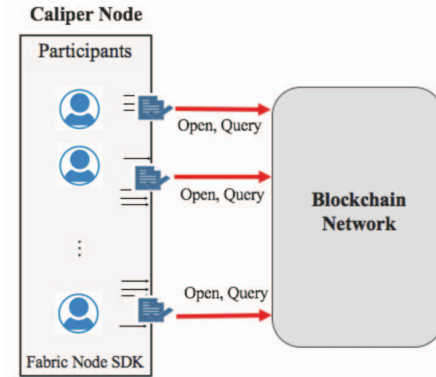 Caliper Node
Participants
Open, Query
Open, Query
Blockchain
Network
⋮
Open, Query
Fabric Node SDK